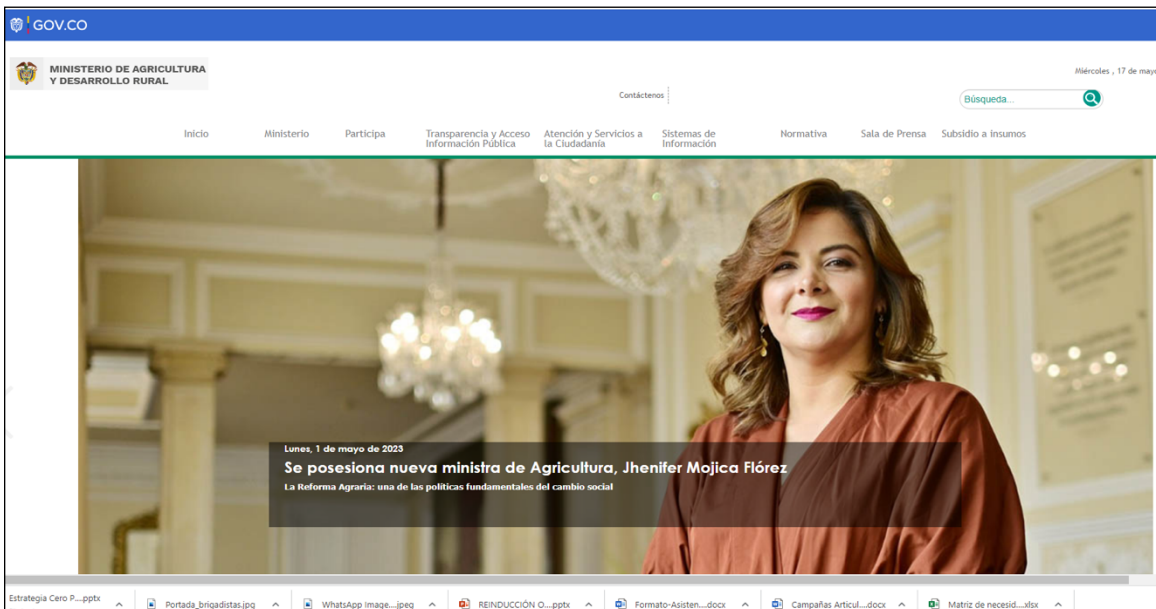 GOV.CO
MINISTERIO DE AGRICULTURA
Y DESARROLLO RURAL
Miércoles , 17 de mayo
Contáctenos
Búsqueda...
Inicio
Ministerio
Participa
Transparencia y Acceso
Información Pública
Atención y Servicios a
la Ciudadanía
Sistemas de
Información
Normativa
Sala de Prensa
Subsidio a insumos
Lunes, 1 de mayo de 2023
Se posesiona nueva ministra de Agricultura, Jhenifer Mojica Flórez
La Reforma Agraria: una de las políticas fundamentales del cambio social
Estrategia Cero P....pptx
Portada_brigadistas.jpg
WhatsApp Image....jpeg
REINDUCCIÓN O....pptx
Formato-Asisten....docx
Campañas Articul....docx
Matriz de necesid....xlsx